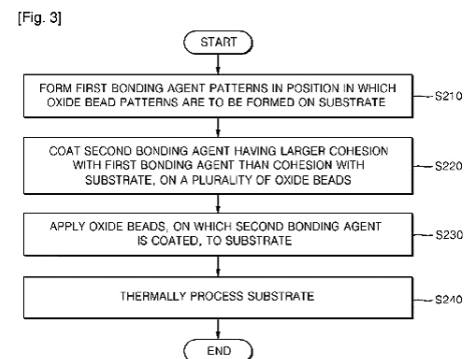 [Fig. 3]
START
FORM FIRST BONDING AGENT PATTERNS IN POSITION IN WHICH
OXIDE BEAD PATTERNS ARE TO BE FORMED ON SUBSTRATE
S210
COAT SECOND BONDING AGENT HAVING LARGER COHESION
WITH FIRST BONDING AGENT THAN COHESION WITH
SUBSTRATE, ON A PLURALITY OF OXIDE BEADS
S220
APPLY OXIDE BEADS, ON WHICH SECOND BONDING AGENT
IS COATED, TO SUBSTRATE
S230
THERMALLY PROCESS SUBSTRATE
S240
END